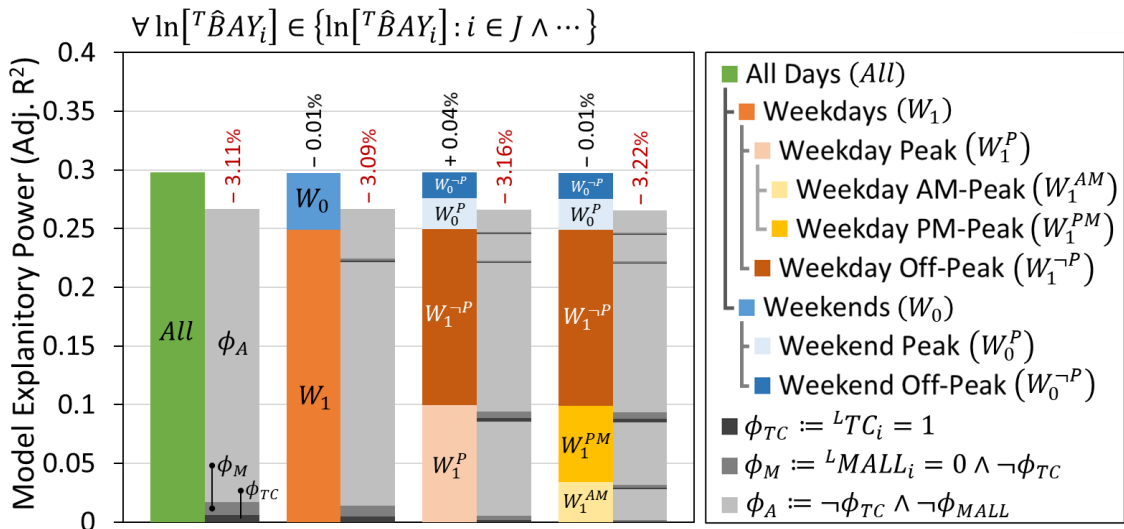 ∀ ln[ᵀB̂AYᵢ] ∈ {ln[ᵀB̂AYᵢ] : i ∈ J ∧ ⋯}
Model Explanitory Power (Adj. R²)
0.4
0.35
0.3
0.25
0.2
0.15
0.1
0.05
0
− 3.11%
− 0.01%
− 3.09%
+ 0.04%
− 3.16%
− 0.01%
− 3.22%
All
ϕ_A
ϕ_M
ϕ_TC
W₀
W₁
W₀^¬P
W₀^P
W₁^¬P
W₁^P
W₀^¬P
W₀^P
W₁^¬P
W₁^PM
W₁^AM
All Days (All)
Weekdays (W₁)
Weekday Peak (W₁^P)
Weekday AM-Peak (W₁^AM)
Weekday PM-Peak (W₁^PM)
Weekday Off-Peak (W₁^¬P)
Weekends (W₀)
Weekend Peak (W₀^P)
Weekend Off-Peak (W₀^¬P)
ϕ_TC ≔ ᴸTCᵢ = 1
ϕ_M ≔ ᴸMALLᵢ = 0 ∧ ¬ϕ_TC
ϕ_A ≔ ¬ϕ_TC ∧ ¬ϕ_MALL